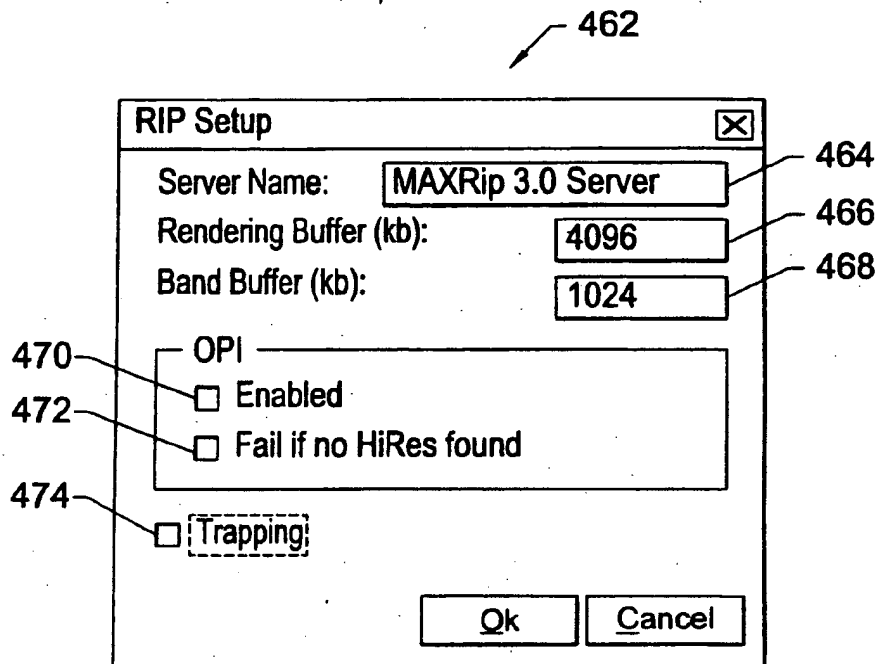 462
RIP Setup
Server Name: MAXRip 3.0 Server 464
Rendering Buffer (kb): 4096 466
Band Buffer (kb): 1024 468
OPI
470 Enabled
472 Fail if no HiRes found
474 Trapping
Ok Cancel